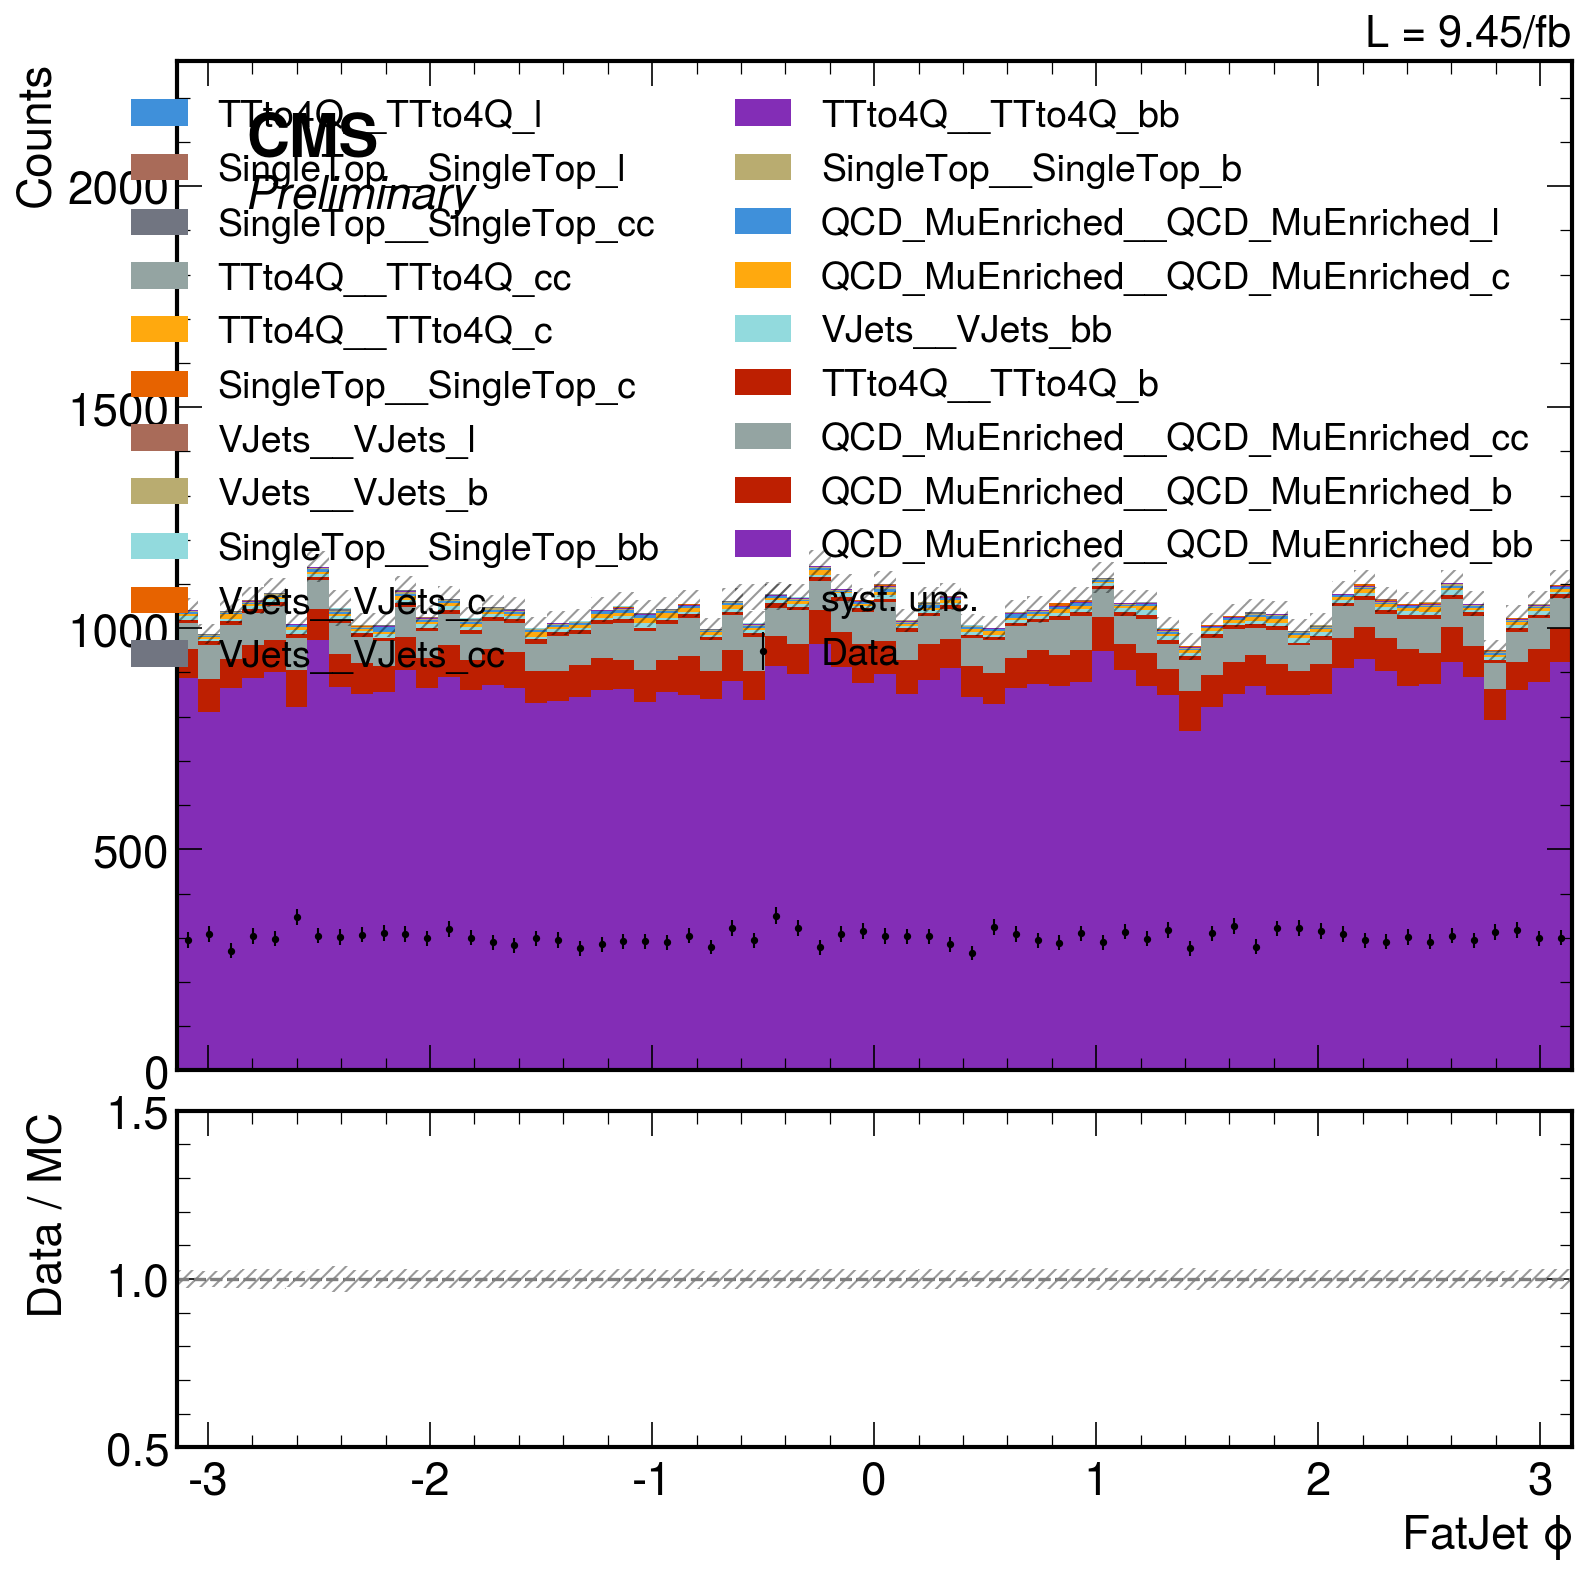 L = 9.45/fb
Counts
CMS
Preliminary
TTto4Q__TTto4Q_l
SingleTop__SingleTop_l
SingleTop__SingleTop_cc
TTto4Q__TTto4Q_cc
TTto4Q__TTto4Q_c
SingleTop__SingleTop_c
VJets__VJets_l
VJets__VJets_b
SingleTop__SingleTop_bb
VJets__VJets_c
VJets__VJets_cc
TTto4Q__TTto4Q_bb
SingleTop__SingleTop_b
QCD_MuEnriched__QCD_MuEnriched_l
QCD_MuEnriched__QCD_MuEnriched_c
VJets__VJets_bb
TTto4Q__TTto4Q_b
QCD_MuEnriched__QCD_MuEnriched_cc
QCD_MuEnriched__QCD_MuEnriched_b
QCD_MuEnriched__QCD_MuEnriched_bb
syst. unc.
Data
2000
1500
1000
500
0
Data / MC
1.5
1.0
0.5
-3 -2 -1 0 1 2 3
FatJet ϕ